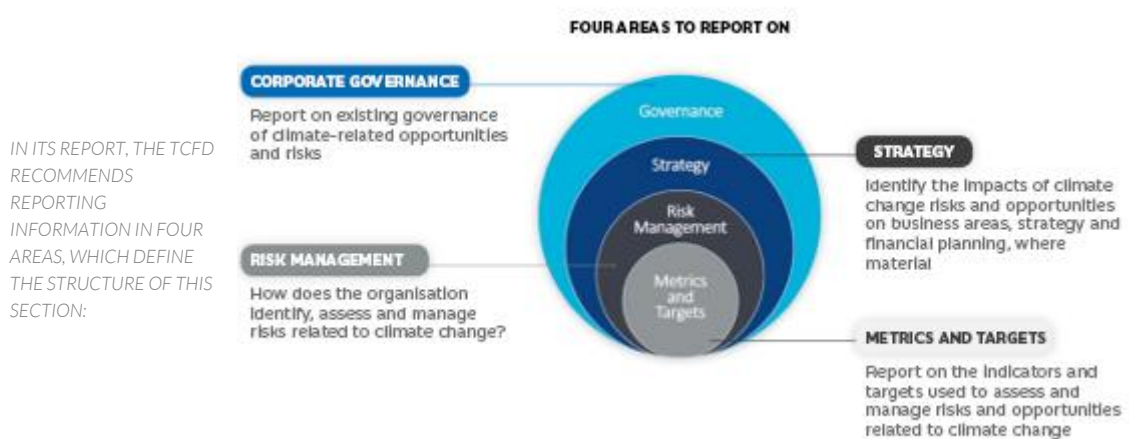 FOUR AREAS TO REPORT ON
IN ITS REPORT, THE TCFD
RECOMMENDS
REPORTING
INFORMATION IN FOUR
AREAS, WHICH DEFINE
THE STRUCTURE OF THIS
SECTION:
CORPORATE GOVERNANCE
Report on existing governance
of climate-related opportunities
and risks
RISK MANAGEMENT
How does the organisation
identify, assess and manage
risks related to climate change?
Governance
Strategy
Risk
Management
Metrics
and
Targets
STRATEGY
Identify the impacts of climate
change risks and opportunities
on business areas, strategy and
financial planning, where
material
METRICS AND TARGETS
Report on the indicators and
targets used to assess and
manage risks and opportunities
related to climate change